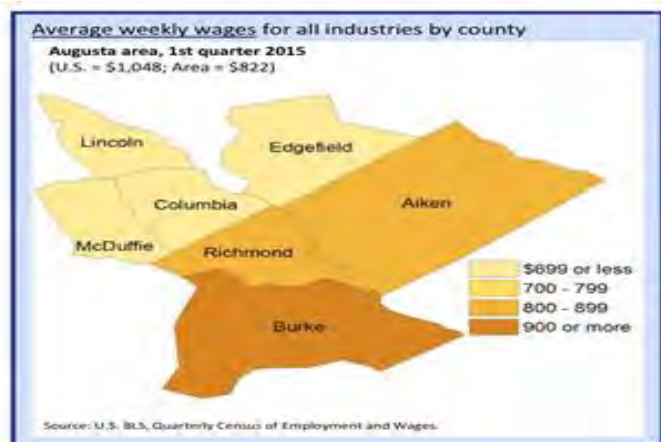 Average weekly wages for all industries by county
Augusta area, 1st quarter 2015
(U.S. = $1,048; Area = $822)
Lincoln
Edgefield
Aiken
Columbia
McDuffie
Richmond
Burke
$699 or less
700 - 799
800 - 899
900 or more
Source: U.S. BLS, Quarterly Census of Employment and Wages.